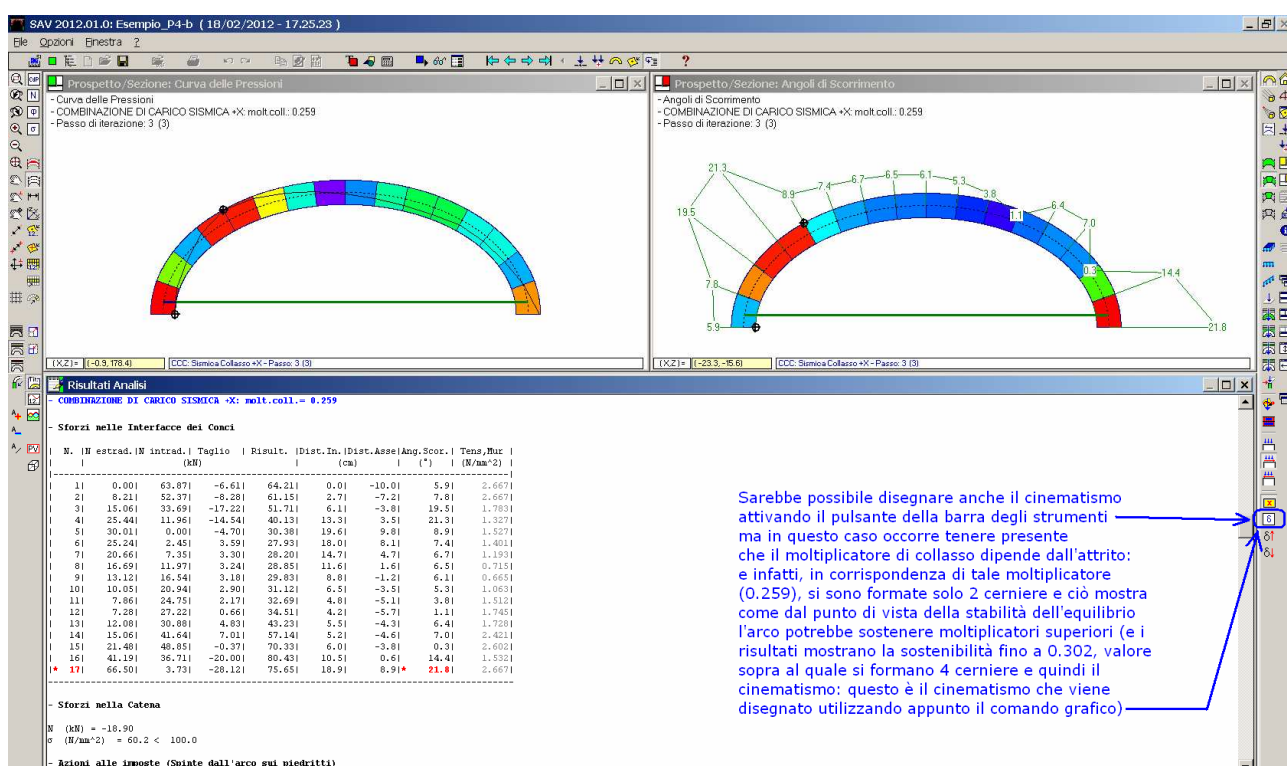 SAV 2012.01.0: Esempio_P4-b ( 18/02/2012 - 17.25.23 )
File Opzioni Finestra ?
Prospetto/Sezione: Curva delle Pressioni
- Curva delle Pressioni
- COMBINAZIONE DI CARICO SISMICA +X: molt.coll.: 0.259
- Passo di iterazione: 3 (3)
(X,Z)= (-0.9, 178.4) CCC: Sismica Collasso +X - Passo: 3 (3)
Prospetto/Sezione: Angoli di Scorrimento
- Angoli di Scorrimento
- COMBINAZIONE DI CARICO SISMICA +X: molt.coll.: 0.259
- Passo di iterazione: 3 (3)
21.3
8.9 7.4 6.7 6.5 6.1 5.3 3.8 1.1 6.4 7.0
19.5
0.3 14.4
7.8
5.9 21.8
(X,Z)= (-23.3, -15.6) CCC: Sismica Collasso +X - Passo: 3 (3)
Risultati Analisi
- COMBINAZIONE DI CARICO SISMICA +X: molt.coll.= 0.259
- Sforzi nelle Interfacce dei Conci
| N. |N estrad.|N intrad.| Taglio | Risult. |Dist.In.|Dist.Asse|Ang.Scor.| Tens,Mur |
| | (kN) | (cm) | (°) | (N/mm^2) |
| 1| 0.00| 63.87| -6.61| 64.21| 0.0| -10.0| 5.9| 2.667|
| 2| 8.21| 52.37| -8.28| 61.15| 2.7| -7.2| 7.8| 2.667|
| 3| 15.06| 33.69| -17.22| 51.71| 6.1| -3.8| 19.5| 1.783|
| 4| 25.44| 11.96| -14.54| 40.13| 13.3| 3.5| 21.3| 1.327|
| 5| 30.01| 0.00| -4.70| 30.38| 19.6| 9.8| 8.9| 1.527|
| 6| 25.24| 2.45| 3.59| 27.93| 18.0| 8.1| 7.4| 1.401|
| 7| 20.66| 7.35| 3.30| 28.20| 14.7| 4.7| 6.7| 1.193|
| 8| 16.69| 11.97| 3.24| 28.85| 11.6| 1.6| 6.5| 0.715|
| 9| 13.12| 16.54| 3.18| 29.83| 8.8| -1.2| 6.1| 0.665|
| 10| 10.05| 20.94| 2.90| 31.12| 6.5| -3.5| 5.3| 1.063|
| 11| 7.86| 24.75| 2.17| 32.69| 4.8| -5.1| 3.8| 1.512|
| 12| 7.28| 27.22| 0.66| 34.51| 4.2| -5.7| 1.1| 1.745|
| 13| 12.08| 30.88| 4.83| 43.23| 5.5| -4.3| 6.4| 1.728|
| 14| 15.06| 41.64| 7.01| 57.14| 5.2| -4.6| 7.0| 2.421|
| 15| 21.48| 48.85| -0.37| 70.33| 6.0| -3.8| 0.3| 2.602|
| 16| 41.19| 36.71| -20.00| 80.43| 10.5| 0.6| 14.4| 1.532|
|* 17| 66.50| 3.73| -28.12| 75.65| 18.9| 8.9|* 21.8| 2.667|
- Sforzi nella Catena
N (kN) = -18.90
σ (N/mm^2) = 60.2 < 100.0
- Azioni alle imposte (Spinte dall'arco sui piedritti)
Sarebbe possibile disegnare anche il cinematismo
attivando il pulsante della barra degli strumenti
ma in questo caso occorre tenere presente
che il moltiplicatore di collasso dipende dall'attrito:
e infatti, in corrispondenza di tale moltiplicatore
(0.259), si sono formate solo 2 cerniere e ciò mostra
come dal punto di vista della stabilità dell'equilibrio
l'arco potrebbe sostenere moltiplicatori superiori (e i
risultati mostrano la sostenibilità fino a 0.302, valore
sopra al quale si formano 4 cerniere e quindi il
cinematismo: questo è il cinematismo che viene
disegnato utilizzando appunto il comando grafico)